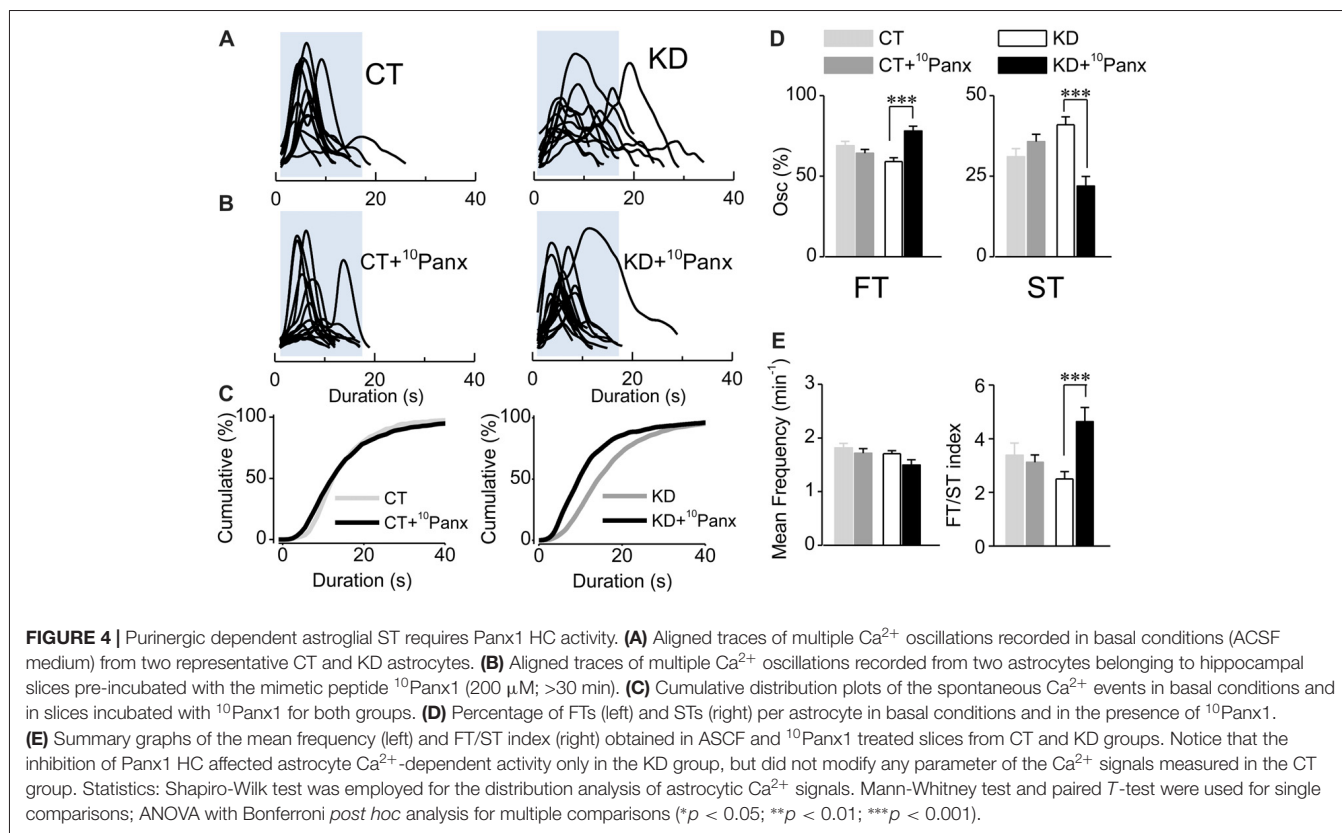 A
CT
KD
0 20 40
0 20 40
B
CT+¹⁰Panx
KD+¹⁰Panx
0 20 40
0 20 40
Duration (s)
Duration (s)
C
Cumulative (%)
100
50
0
CT
CT+¹⁰Panx
0 20 40
Duration (s)
Cumulative (%)
100
50
0
KD
KD+¹⁰Panx
0 20 40
Duration (s)
D
CT
KD
CT+¹⁰Panx
KD+¹⁰Panx
Osc (%)
100
50
0
***
FT
50
25
0
***
ST
E
Mean Frequency (min⁻¹)
3
2
1
0
FT/ST index
6
4
2
0
***
FIGURE 4 | Purinergic dependent astroglial ST requires Panx1 HC activity. (A) Aligned traces of multiple Ca²⁺ oscillations recorded in basal conditions (ACSF
medium) from two representative CT and KD astrocytes. (B) Aligned traces of multiple Ca²⁺ oscillations recorded from two astrocytes belonging to hippocampal
slices pre-incubated with the mimetic peptide ¹⁰Panx1 (200 μM; >30 min). (C) Cumulative distribution plots of the spontaneous Ca²⁺ events in basal conditions and
in slices incubated with ¹⁰Panx1 for both groups. (D) Percentage of FTs (left) and STs (right) per astrocyte in basal conditions and in the presence of ¹⁰Panx1.
(E) Summary graphs of the mean frequency (left) and FT/ST index (right) obtained in ASCF and ¹⁰Panx1 treated slices from CT and KD groups. Notice that the
inhibition of Panx1 HC affected astrocyte Ca²⁺-dependent activity only in the KD group, but did not modify any parameter of the Ca²⁺ signals measured in the CT
group. Statistics: Shapiro-Wilk test was employed for the distribution analysis of astrocytic Ca²⁺ signals. Mann-Whitney test and paired T-test were used for single
comparisons; ANOVA with Bonferroni post hoc analysis for multiple comparisons (*p < 0.05; **p < 0.01; ***p < 0.001).